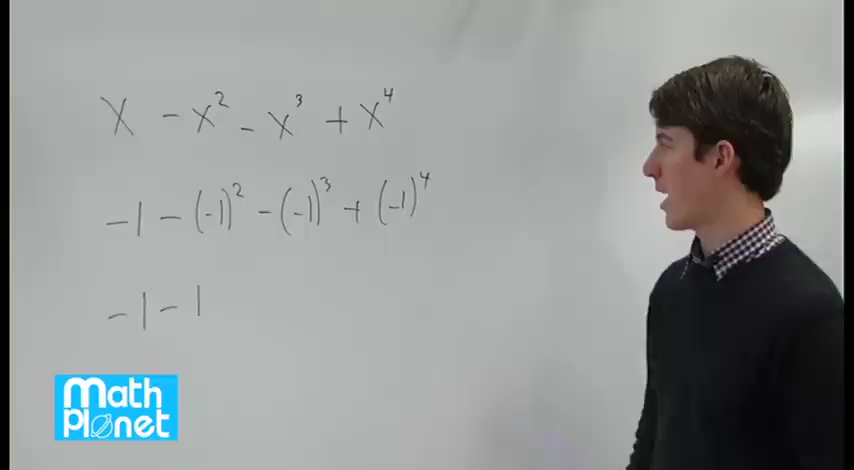 x - x² - x³ + x⁴
-1 - (-1)² - (-1)³ + (-1)⁴
-1 - 1
Math
Planet